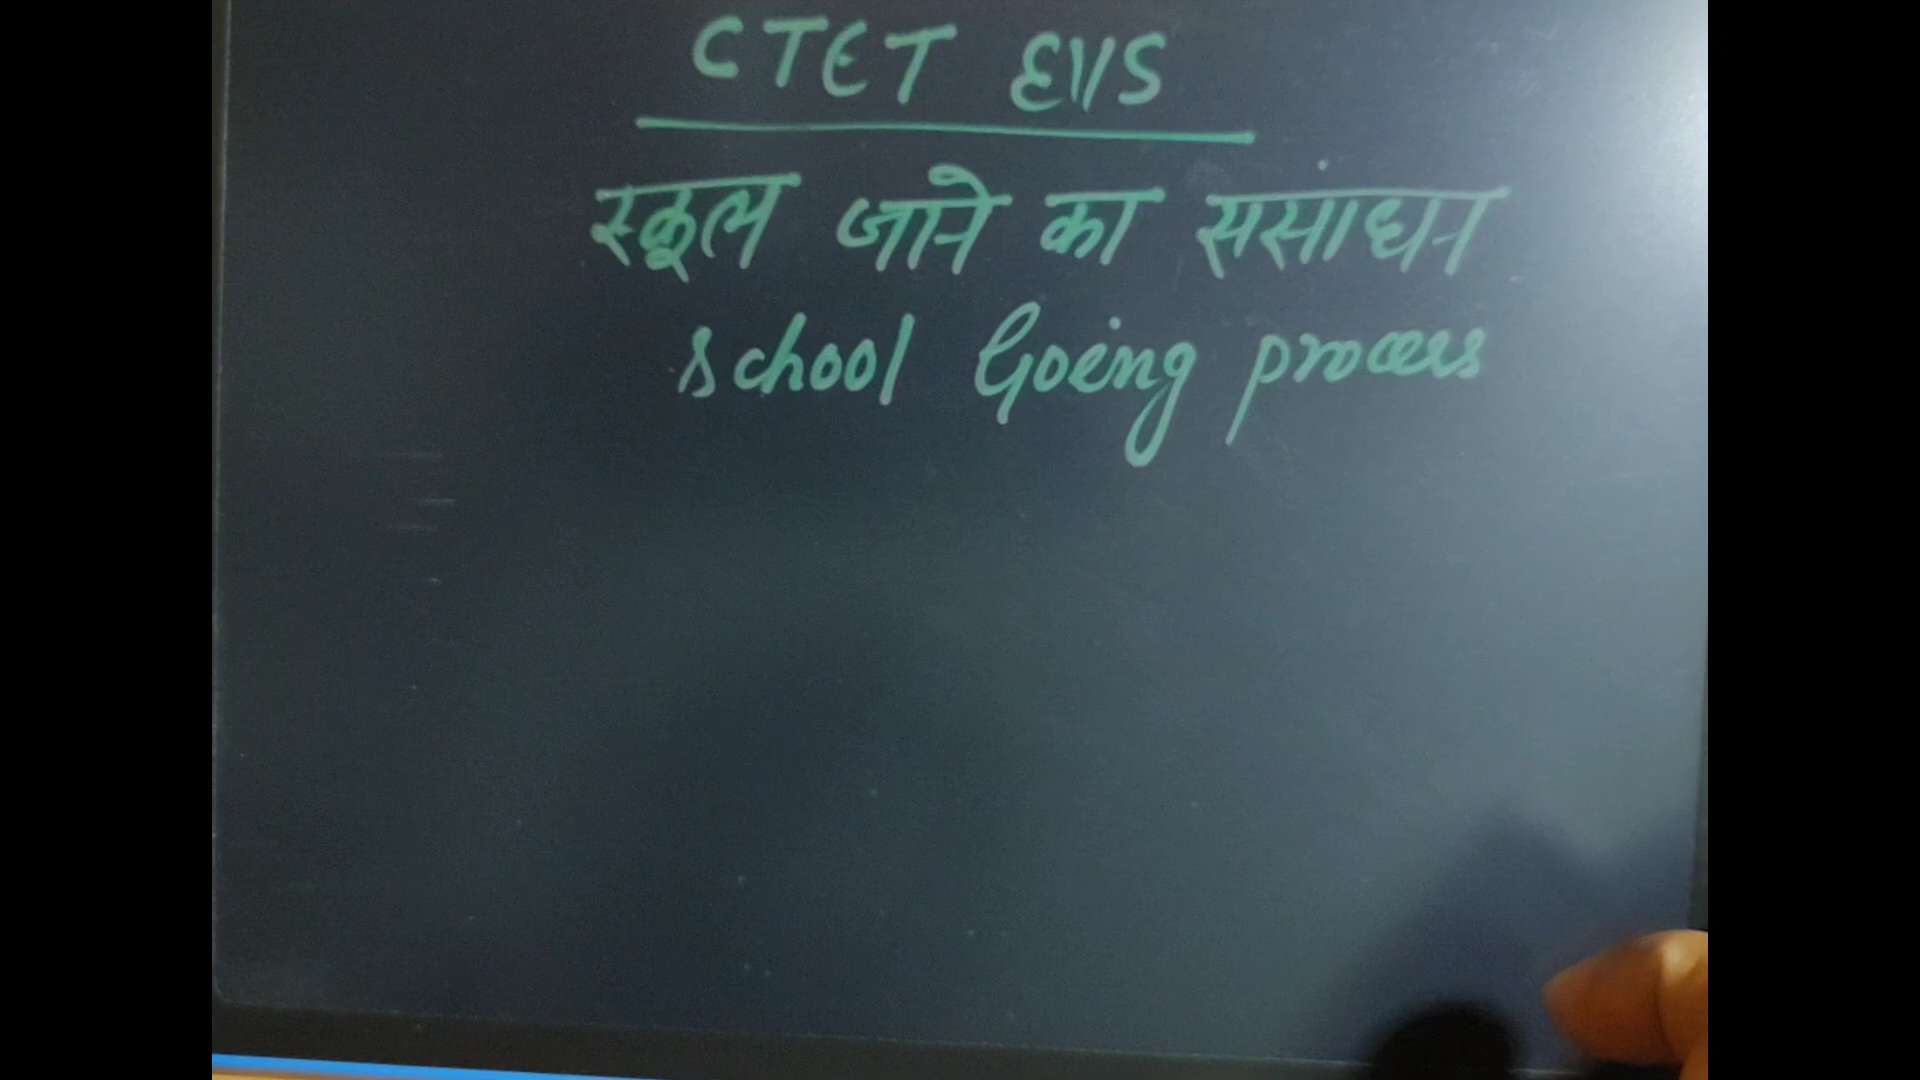 CTET EVS
स्कूल जाने का संसाधन
School Going process